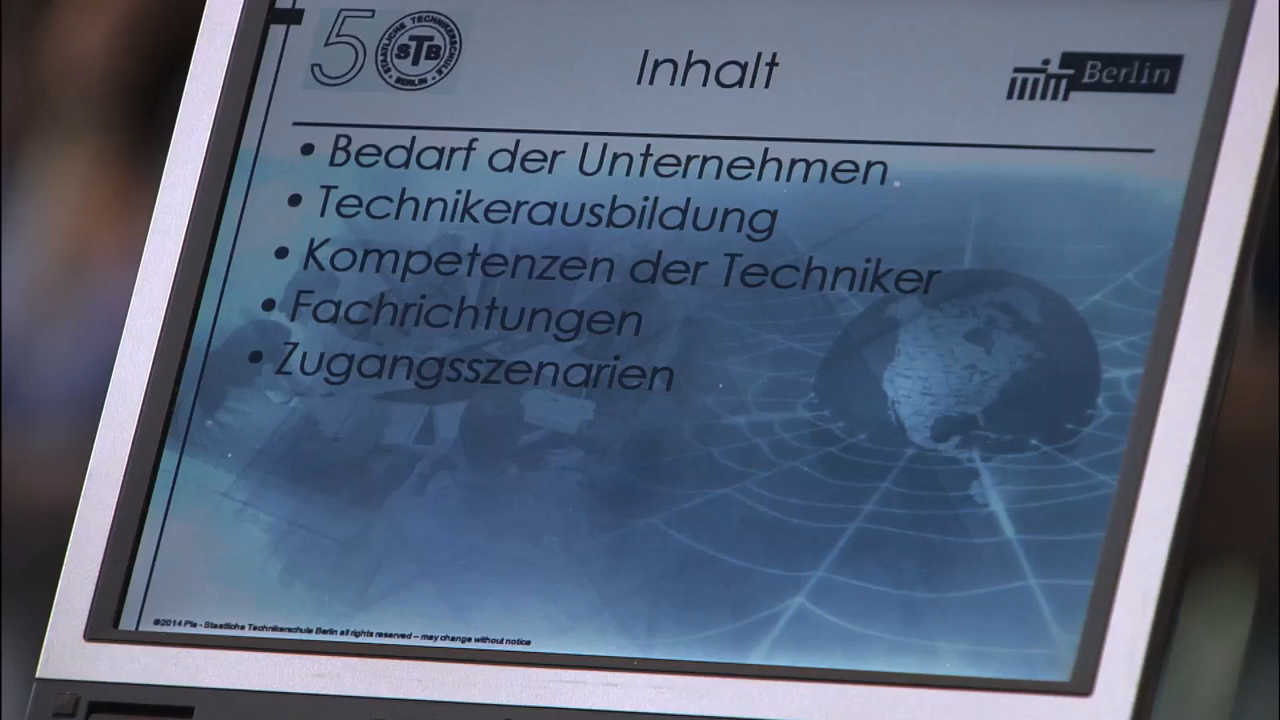 50
STAATLICHE TECHNIKERSCHULE
STB
BERLIN
Inhalt
Berlin
• Bedarf der Unternehmen
• Technikerausbildung
• Kompetenzen der Techniker
• Fachrichtungen
• Zugangsszenarien
©2014 Pla - Staatliche Technikerschule Berlin all rights reserved – may change without notice